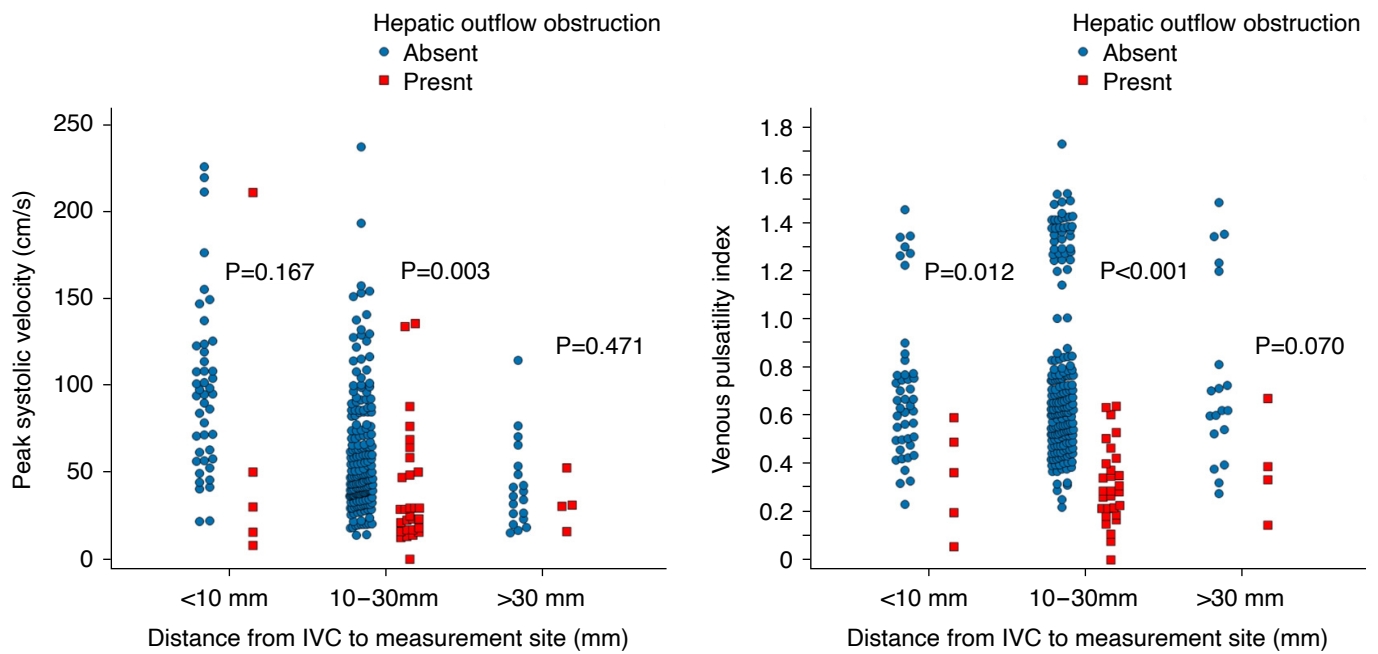 Hepatic outflow obstruction
Absent
Presnt
Peak systolic velocity (cm/s)
250
200
150
100
50
0
P=0.167
P=0.003
P=0.471
<10 mm
10−30mm
>30 mm
Distance from IVC to measurement site (mm)
Hepatic outflow obstruction
Absent
Presnt
Venous pulsatility index
1.8
1.6
1.4
1.2
1.0
0.8
0.6
0.4
0.2
0
P=0.012
P<0.001
P=0.070
<10 mm
10−30mm
>30 mm
Distance from IVC to measurement site (mm)